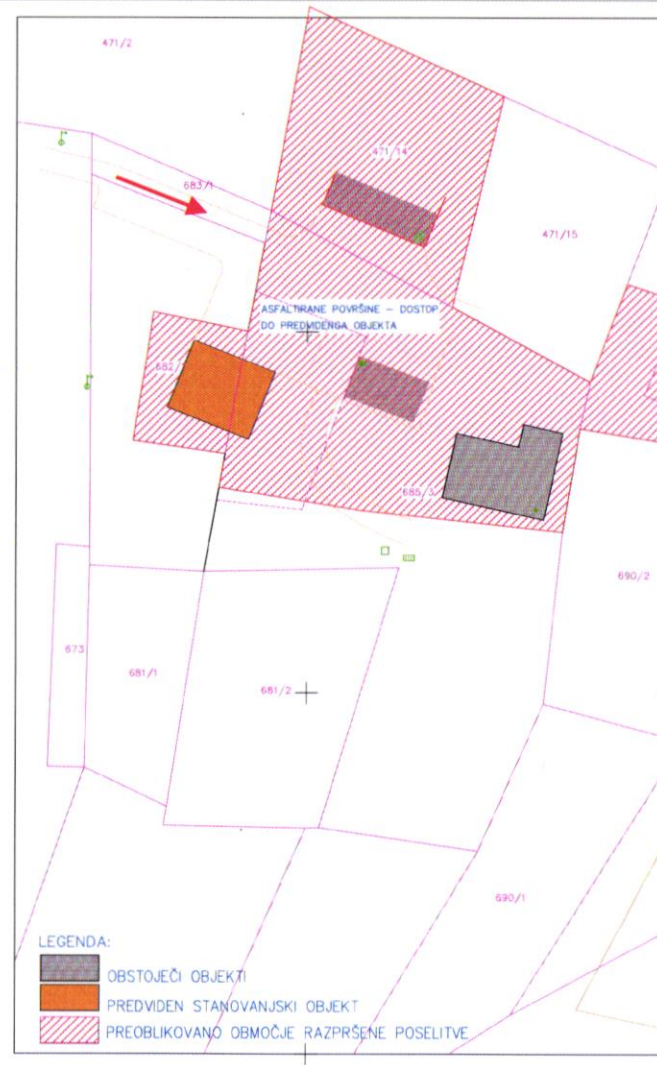 471/2
471/14
683/1
471/15
ASFALTIRANE POVRŠINE – DOSTOP
DO PREDVIDENGA OBJEKTA
682/
685/3
690/2
673
681/1
681/2
690/1
LEGENDA:
OBSTOJEČI OBJEKTI
PREDVIDEN STANOVANJSKI OBJEKT
PREOBLIKOVANO OBMOČJE RAZPRŠENE POSELITVE